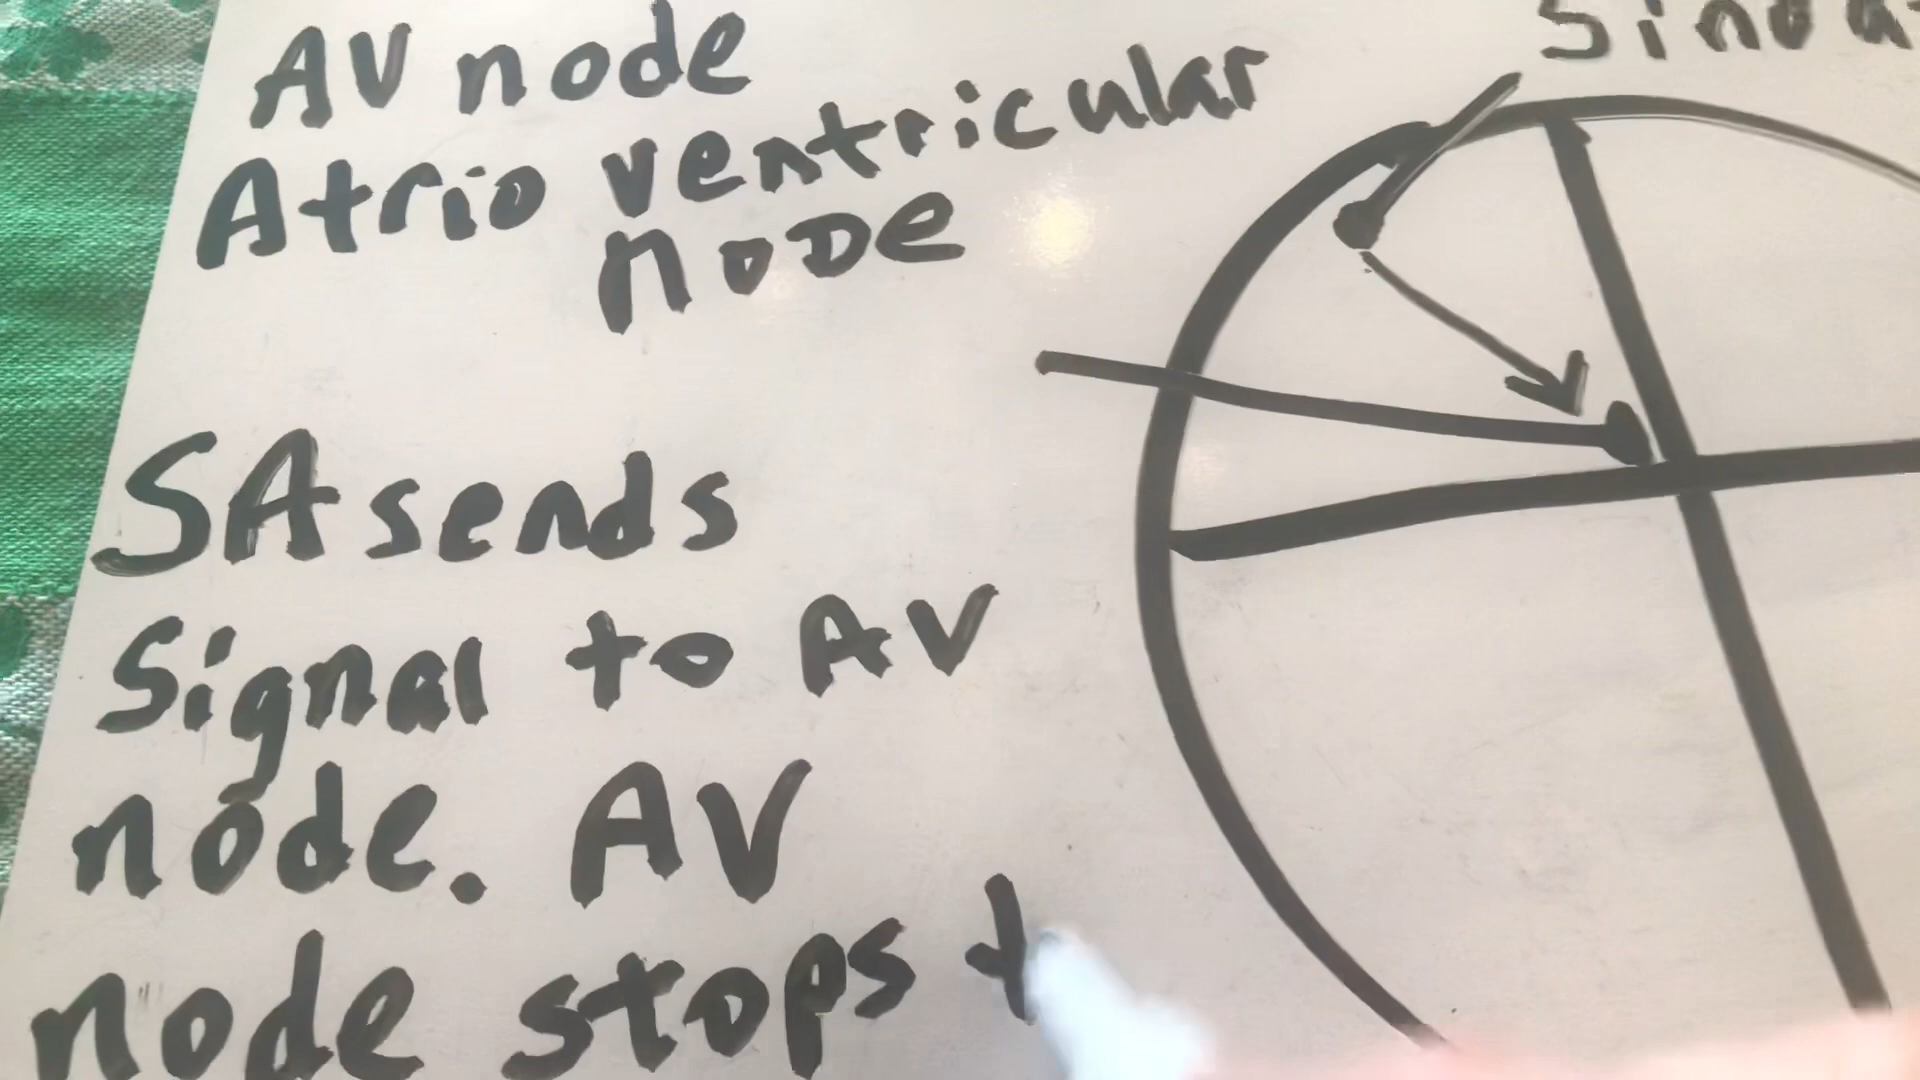 AV node
Atrio ventricular
node
SA sends
Signal to AV
node. AV
node stops t